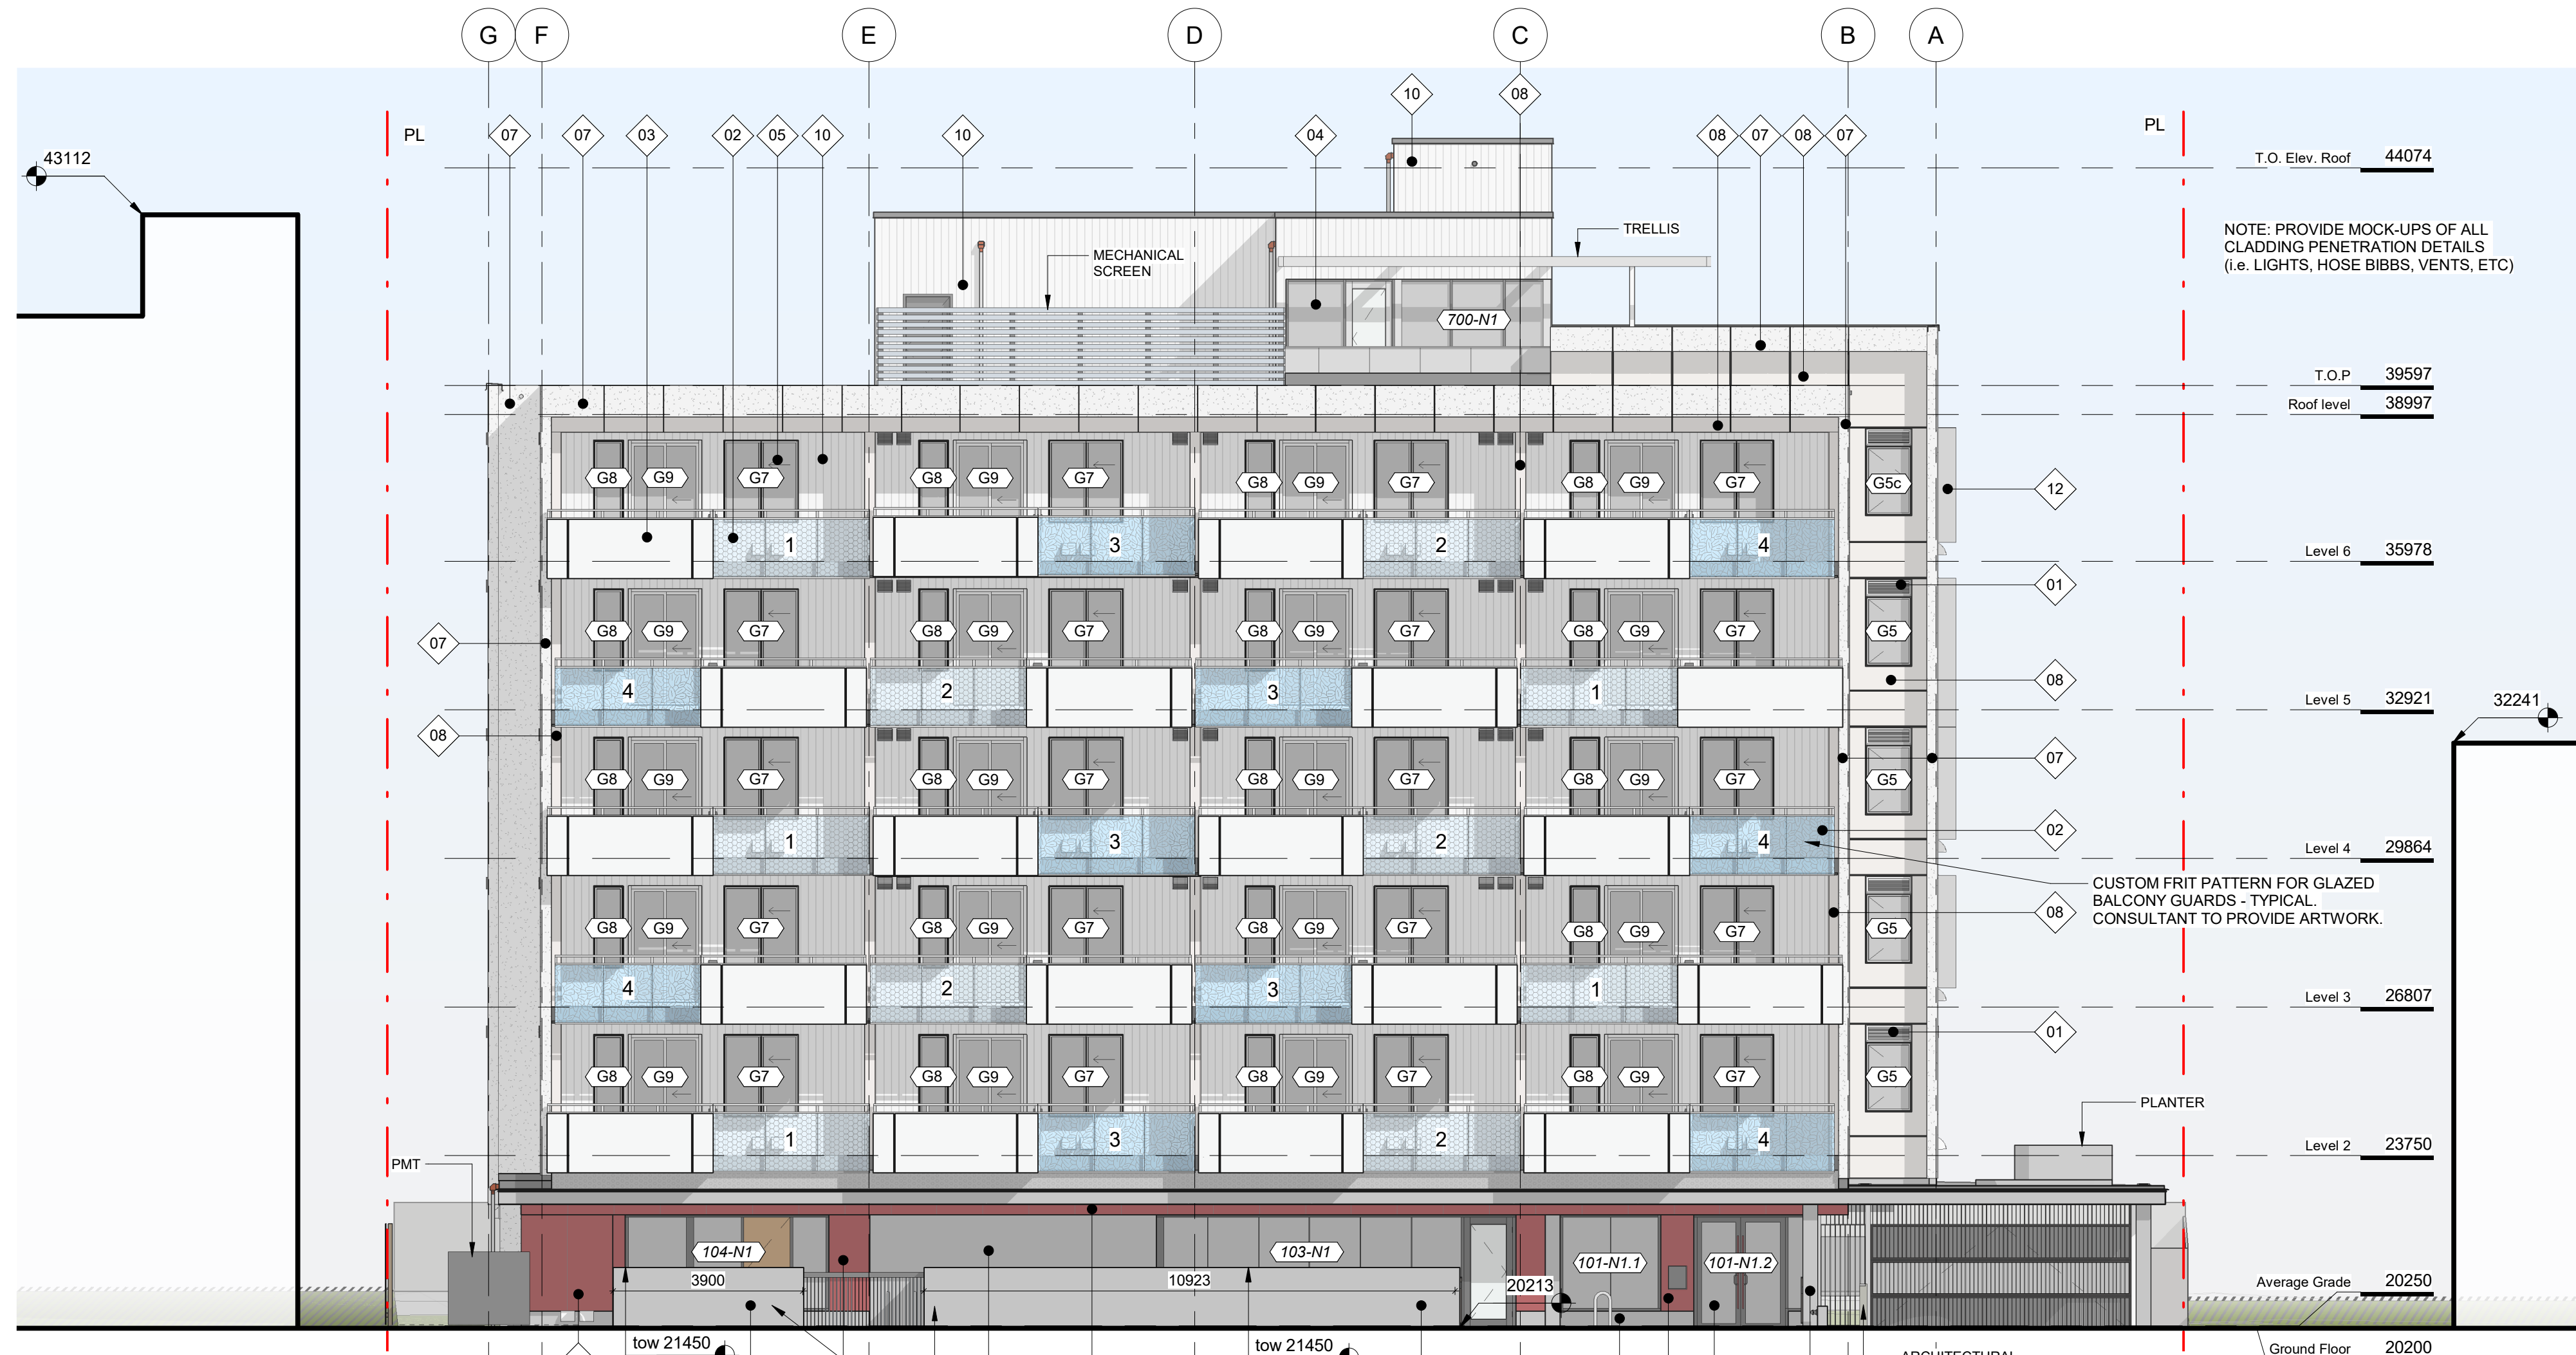 G F E D C B A
10 08
PL 07 07 03 02 05 10 10 04 08 07 08 07 PL
43112
T.O. Elev. Roof 44074
TRELLIS
NOTE: PROVIDE MOCK-UPS OF ALL
CLADDING PENETRATION DETAILS
(i.e. LIGHTS, HOSE BIBBS, VENTS, ETC)
MECHANICAL
SCREEN
700-N1
T.O.P 39597
Roof level 38997
G8 G9 G7 G8 G9 G7 G8 G9 G7 G8 G9 G7 G5c
12
1 3 2 4
Level 6 35978
01
G8 G9 G7 G8 G9 G7 G8 G9 G7 G8 G9 G7 G5
07
08
4 2 3 1
Level 5 32921
32241
08
07
G8 G9 G7 G8 G9 G7 G8 G9 G7 G8 G9 G7 G5
02
1 3 2 4
Level 4 29864
CUSTOM FRIT PATTERN FOR GLAZED
BALCONY GUARDS - TYPICAL.
CONSULTANT TO PROVIDE ARTWORK.
08
G8 G9 G7 G8 G9 G7 G8 G9 G7 G8 G9 G7 G5
4 2 3 1
Level 3 26807
01
G8 G9 G7 G8 G9 G7 G8 G9 G7 G8 G9 G7 G5
PLANTER
1 3 2 4
Level 2 23750
PMT
104-N1 103-N1 101-N1.1 101-N1.2
3900 10923 20213
Average Grade 20250
tow 21450 tow 21450
Ground Floor 20200
ARCHITECTURAL